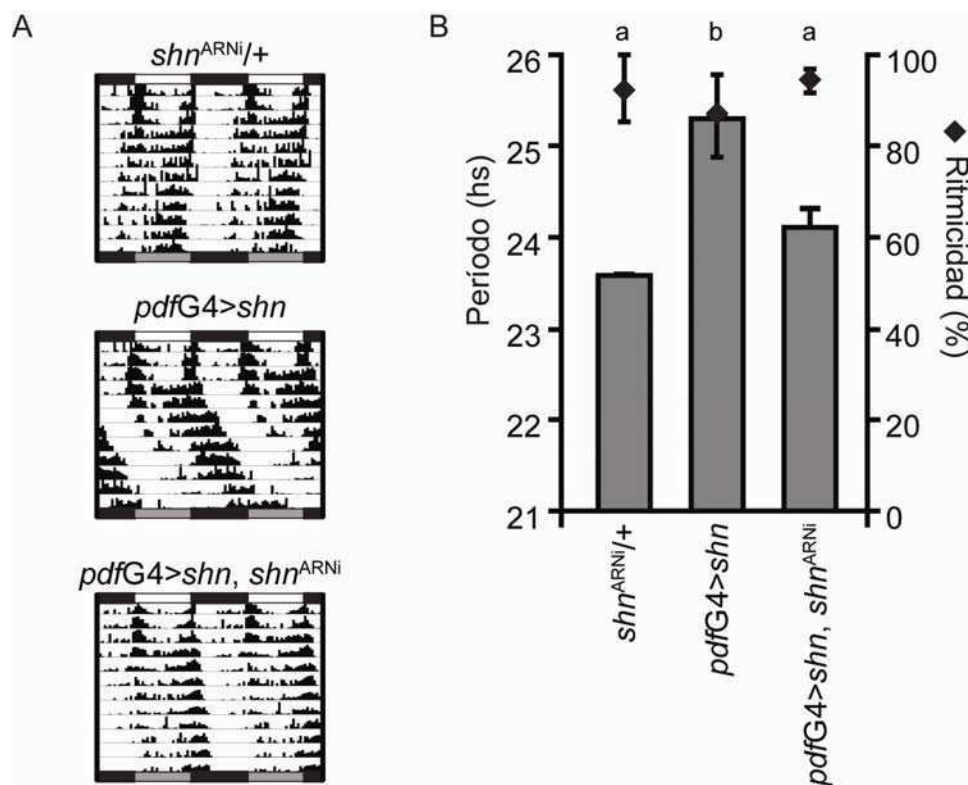 A
shnᴬᴿᴺⁱ/+
pdfG4>shn
pdfG4>shn, shnᴬᴿᴺⁱ
B
a b a
26
25
24
23
22
21
Período (hs)
100
80
60
40
20
0
Ritmicidad (%)
shnᴬᴿᴺⁱ/+
pdfG4>shn
pdfG4>shn, shnᴬᴿᴺⁱ